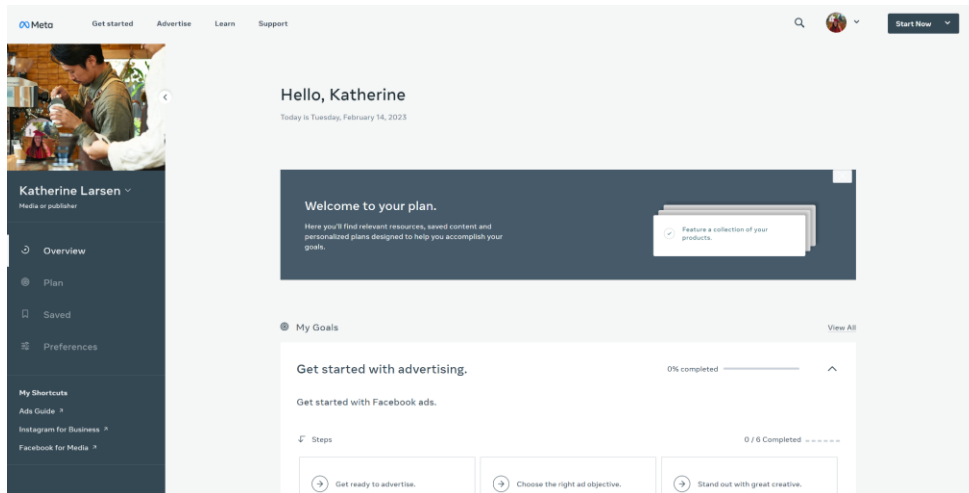 Meta
Get started
Advertise
Learn
Support
Start Now
Katherine Larsen
Media or publisher
Overview
Plan
Saved
Preferences
My Shortcuts
Ads Guide
Instagram for Business
Facebook for Media
Hello, Katherine
Today is Tuesday, February 14, 2023
Welcome to your plan.
Here you'll find relevant resources, saved content and
personalized plans designed to help you accomplish your
goals.
Feature a collection of your
products.
My Goals
View All
Get started with advertising.
0% completed
Get started with Facebook ads.
Steps
0 / 6 Completed
Get ready to advertise.
Choose the right ad objective.
Stand out with great creative.